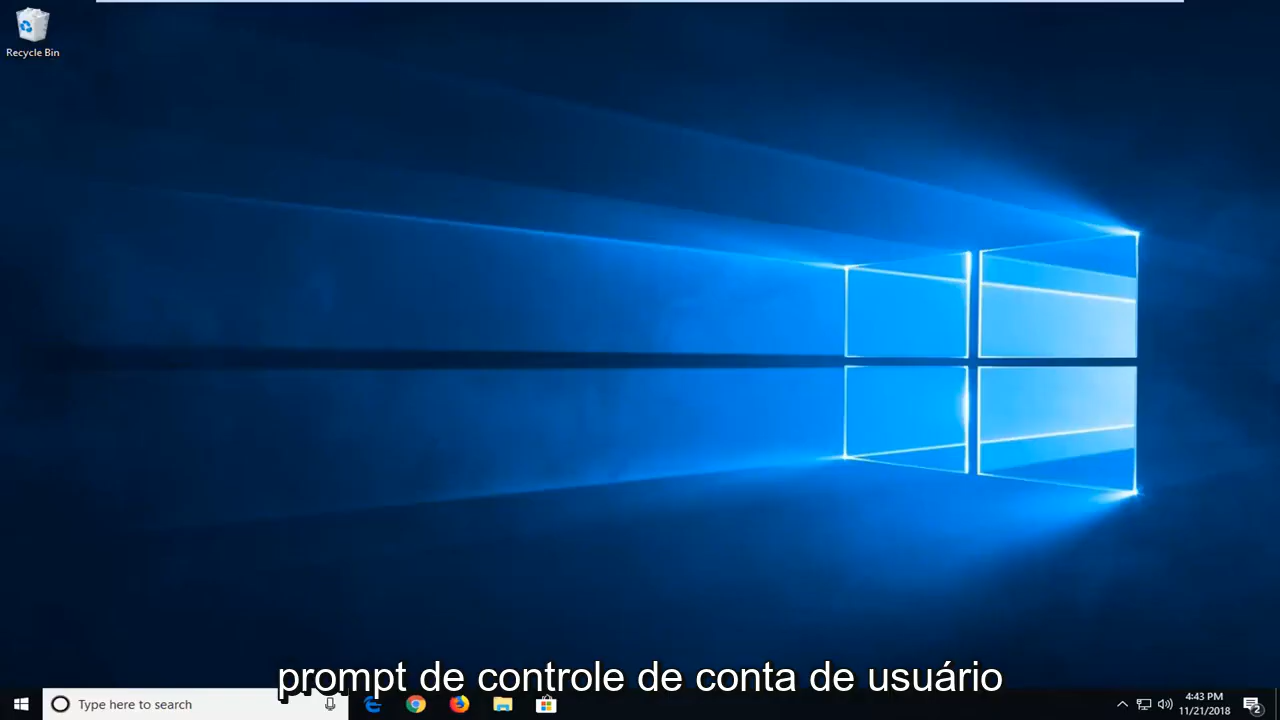 Recycle Bin
prompt de controle de conta de usuário
Type here to search
4:43 PM
11/21/2018
2